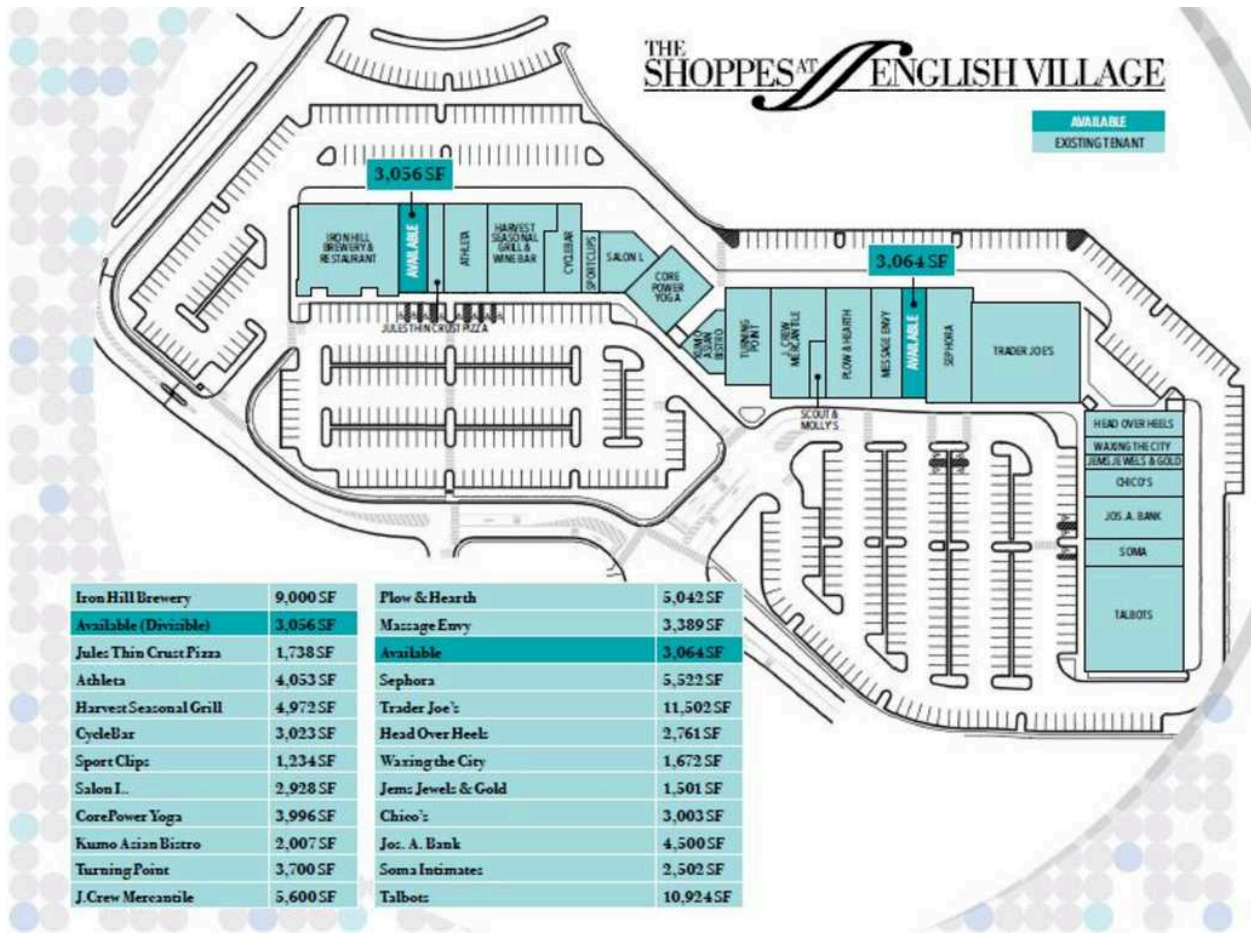 THE
SHOPPES AT ENGLISH VILLAGE
AVAILABLE
EXISTING TENANT
3,056 SF
IRON HILL
BREWERY &
RESTAURANT
AVAILABLE
ATHLETA
HARVEST
SEASONAL
GRILL &
WINE BAR
CYCLEBAR
SPORTCLIPS
SALON L
CORE
POWER
YOGA
JULES THIN CRUST PIZZA
3,064 SF
KUMO
ASIAN
BISTRO
TURNING
POINT
J. CREW
MERCANTILE
PLOW & HEARTH
MESSAGE ENVY
AVAILABLE
SEPHORA
TRADER JOE'S
SCOUT &
MOLLY'S
HEAD OVER HEELS
WAXING THE CITY
JEMS JEWELS & GOLD
CHICO'S
JOS. A. BANK
SOMA
TALBOTS
Iron Hill Brewery 9,000 SF
Available (Divisible) 3,056 SF
Jules Thin Crust Pizza 1,738 SF
Athleta 4,053 SF
Harvest Seasonal Grill 4,972 SF
CycleBar 3,023 SF
Sport Clips 1,234 SF
Salon L.. 2,928 SF
CorePower Yoga 3,996 SF
Kumo Asian Bistro 2,007 SF
Turning Point 3,700 SF
J.Crew Mercantile 5,600 SF
Plow & Hearth 5,042 SF
Massage Envy 3,389 SF
Available 3,064 SF
Sephora 5,522 SF
Trader Joe's 11,502 SF
Head Over Heels 2,761 SF
Waxing the City 1,672 SF
Jems Jewels & Gold 1,501 SF
Chico's 3,003 SF
Jos. A. Bank 4,500 SF
Soma Intimates 2,502 SF
Talbots 10,924 SF